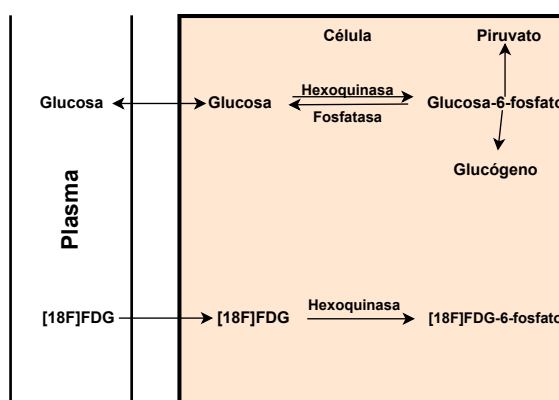 Célula Piruvato
Glucosa Glucosa Hexoquinasa Glucosa-6-fosfato
Fosfatasa
Glucógeno
Plasma
[18F]FDG [18F]FDG Hexoquinasa [18F]FDG-6-fosfato